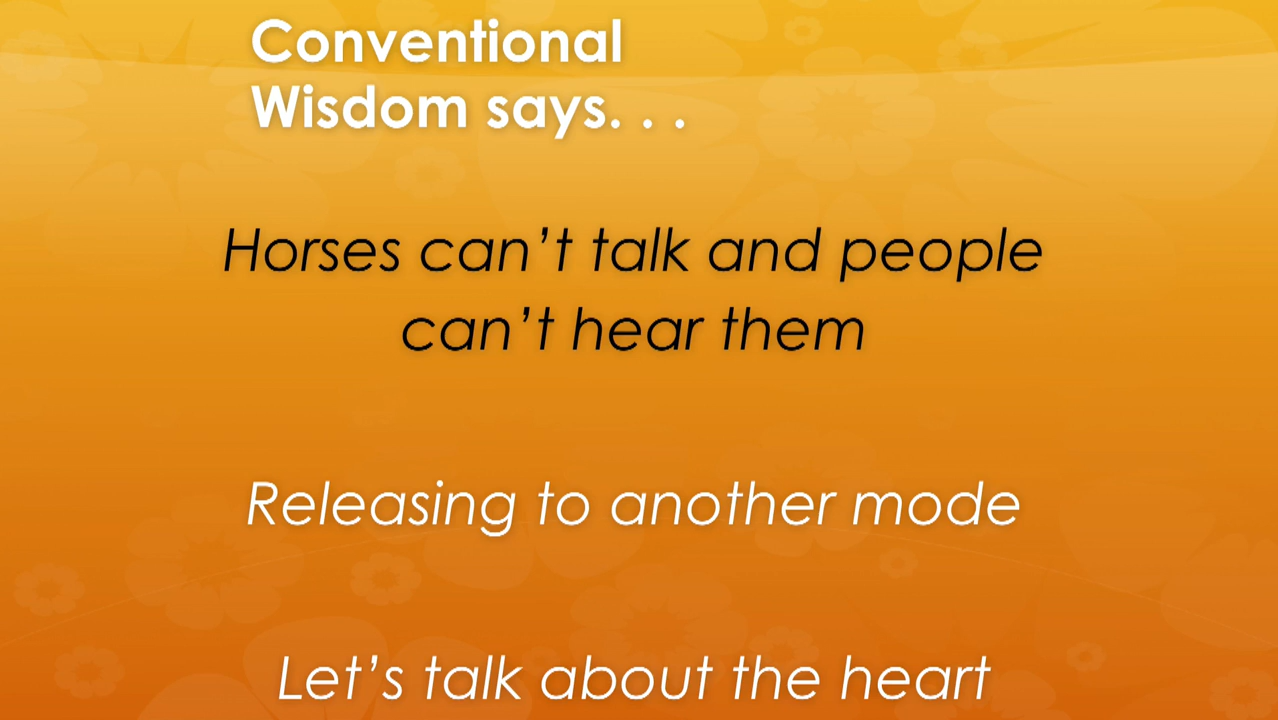 Conventional
Wisdom says. . .
Horses can’t talk and people
can’t hear them
Releasing to another mode
Let’s talk about the heart